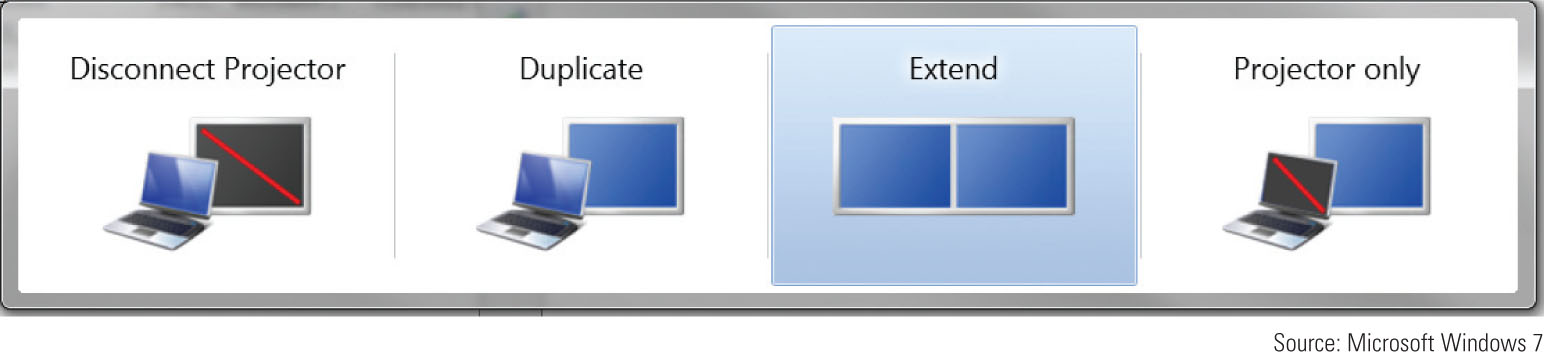 Disconnect Projector
Duplicate
Extend
Projector only
Source: Microsoft Windows 7